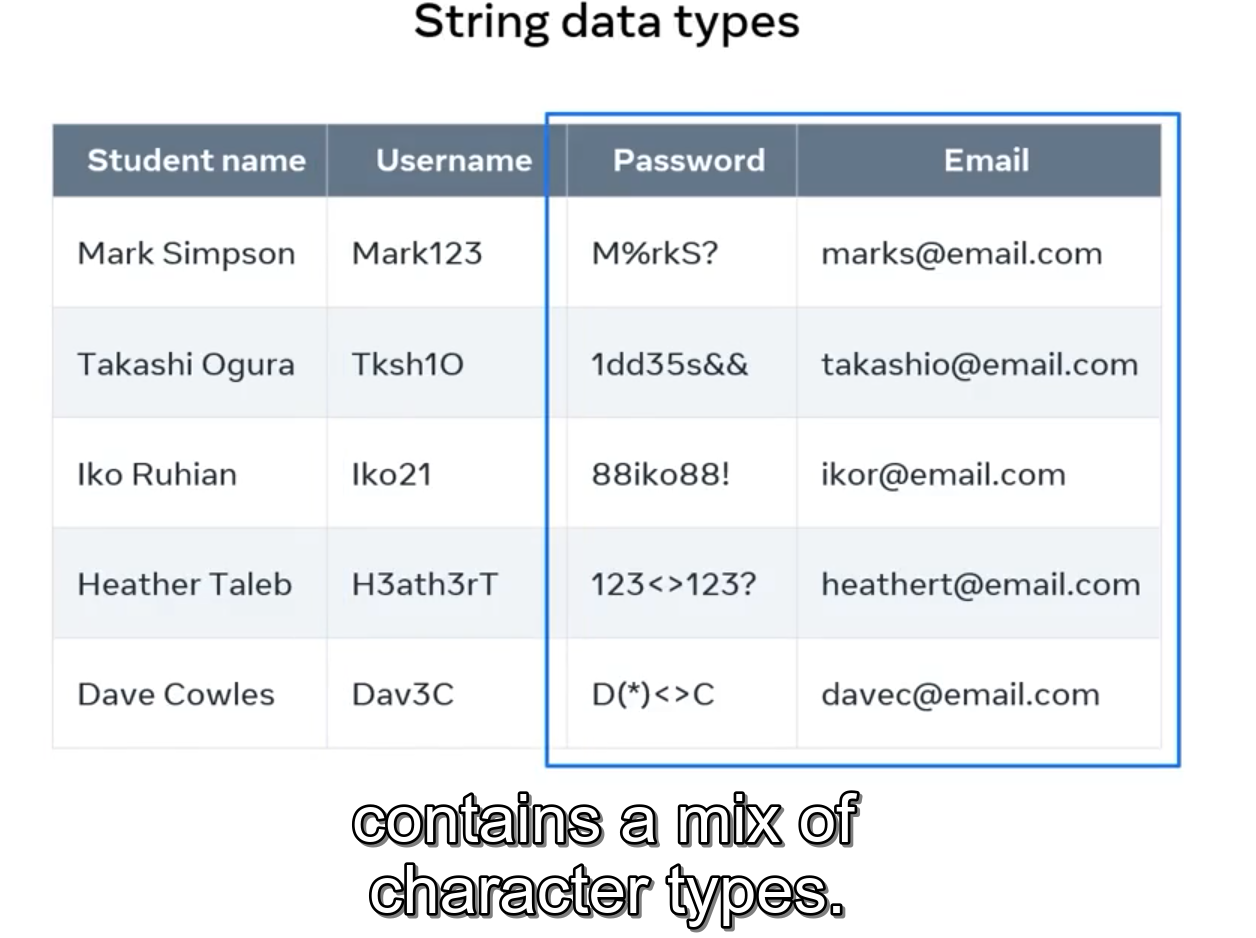 String data types
Student name Username Password Email
Mark Simpson Mark123 M%rkS? marks@email.com
Takashi Ogura Tksh1O 1dd35s&& takashio@email.com
Iko Ruhian Iko21 88iko88! ikor@email.com
Heather Taleb H3ath3rT 123<>123? heathert@email.com
Dave Cowles Dav3C D(*)<>C davec@email.com
contains a mix of
character types.